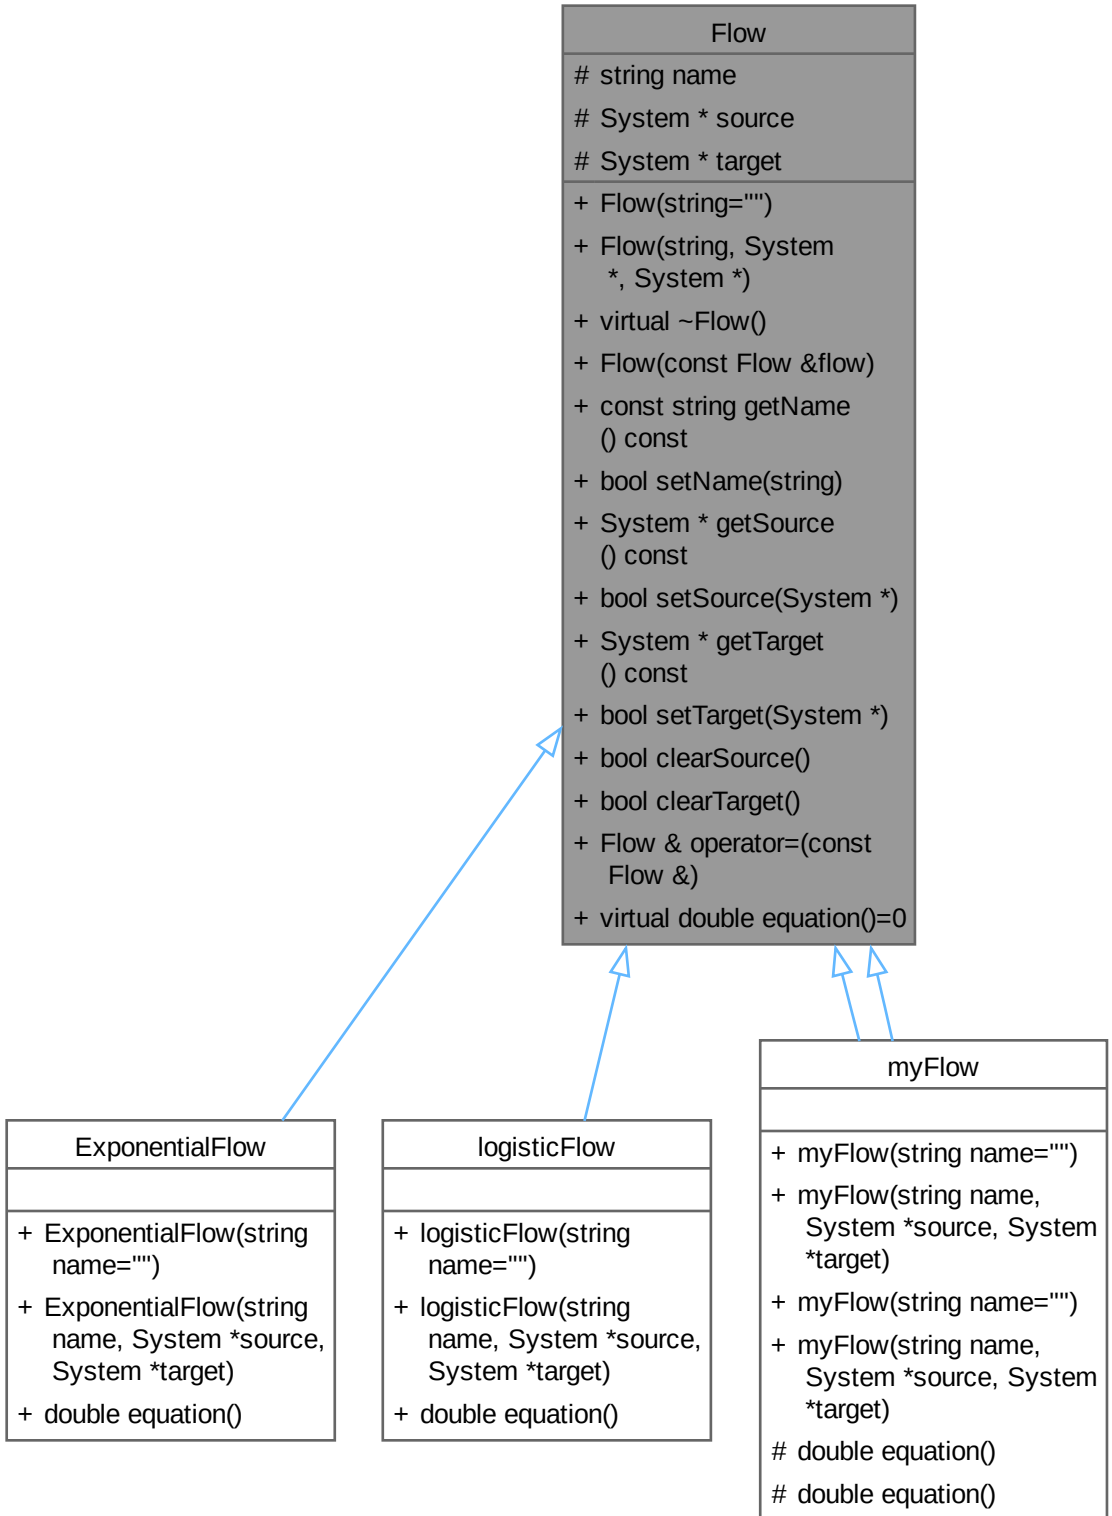 Flow
# string name
# System * source
# System * target
+ Flow(string="")
+ Flow(string, System
*, System *)
+ virtual ~Flow()
+ Flow(const Flow &flow)
+ const string getName
() const
+ bool setName(string)
+ System * getSource
() const
+ bool setSource(System *)
+ System * getTarget
() const
+ bool setTarget(System *)
+ bool clearSource()
+ bool clearTarget()
+ Flow & operator=(const
Flow &)
+ virtual double equation()=0
ExponentialFlow
+ ExponentialFlow(string
name="")
+ ExponentialFlow(string
name, System *source,
System *target)
+ double equation()
logisticFlow
+ logisticFlow(string
name="")
+ logisticFlow(string
name, System *source,
System *target)
+ double equation()
myFlow
+ myFlow(string name="")
+ myFlow(string name,
System *source, System
*target)
+ myFlow(string name="")
+ myFlow(string name,
System *source, System
*target)
# double equation()
# double equation()